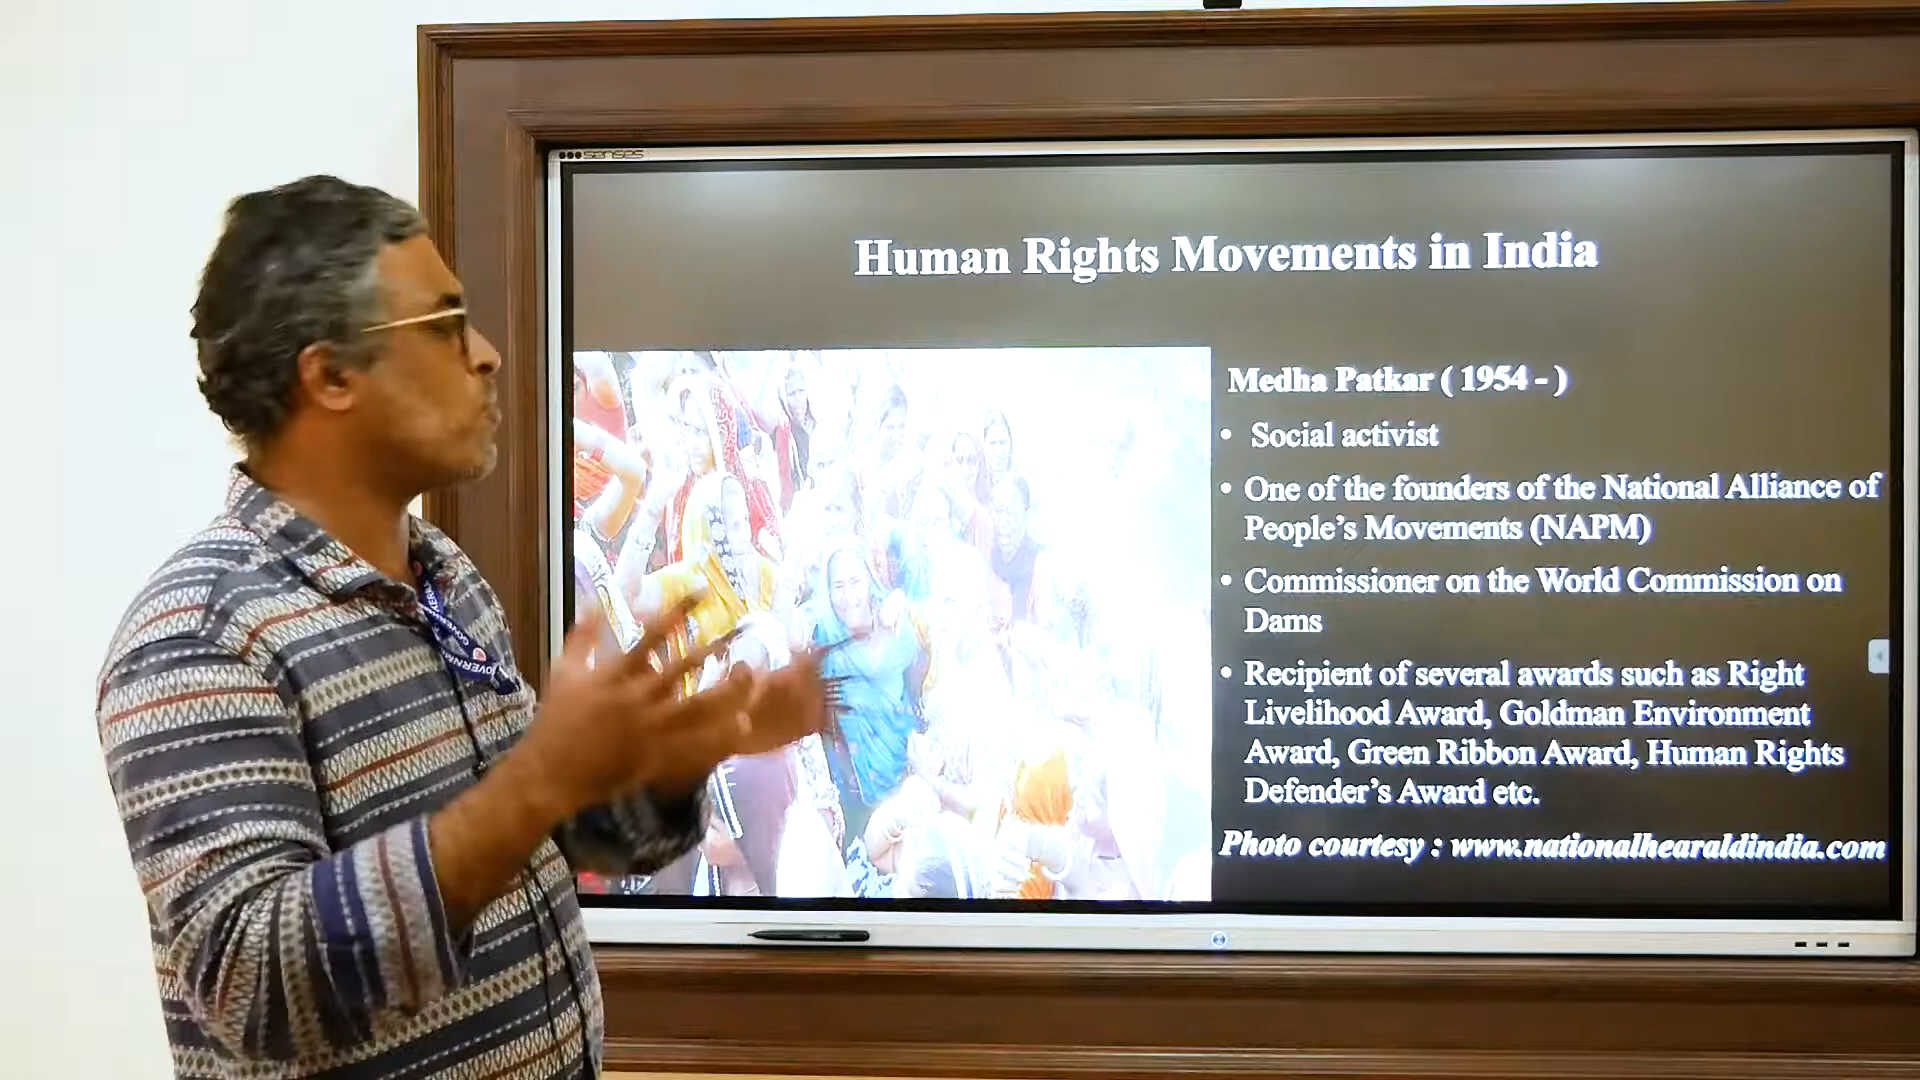 senses
Human Rights Movements in India
Medha Patkar ( 1954 - )
• Social activist
• One of the founders of the National Alliance of
People’s Movements (NAPM)
• Commissioner on the World Commission on
Dams
• Recipient of several awards such as Right
Livelihood Award, Goldman Environment
Award, Green Ribbon Award, Human Rights
Defender’s Award etc.
Photo courtesy : www.nationalhearaldindia.com